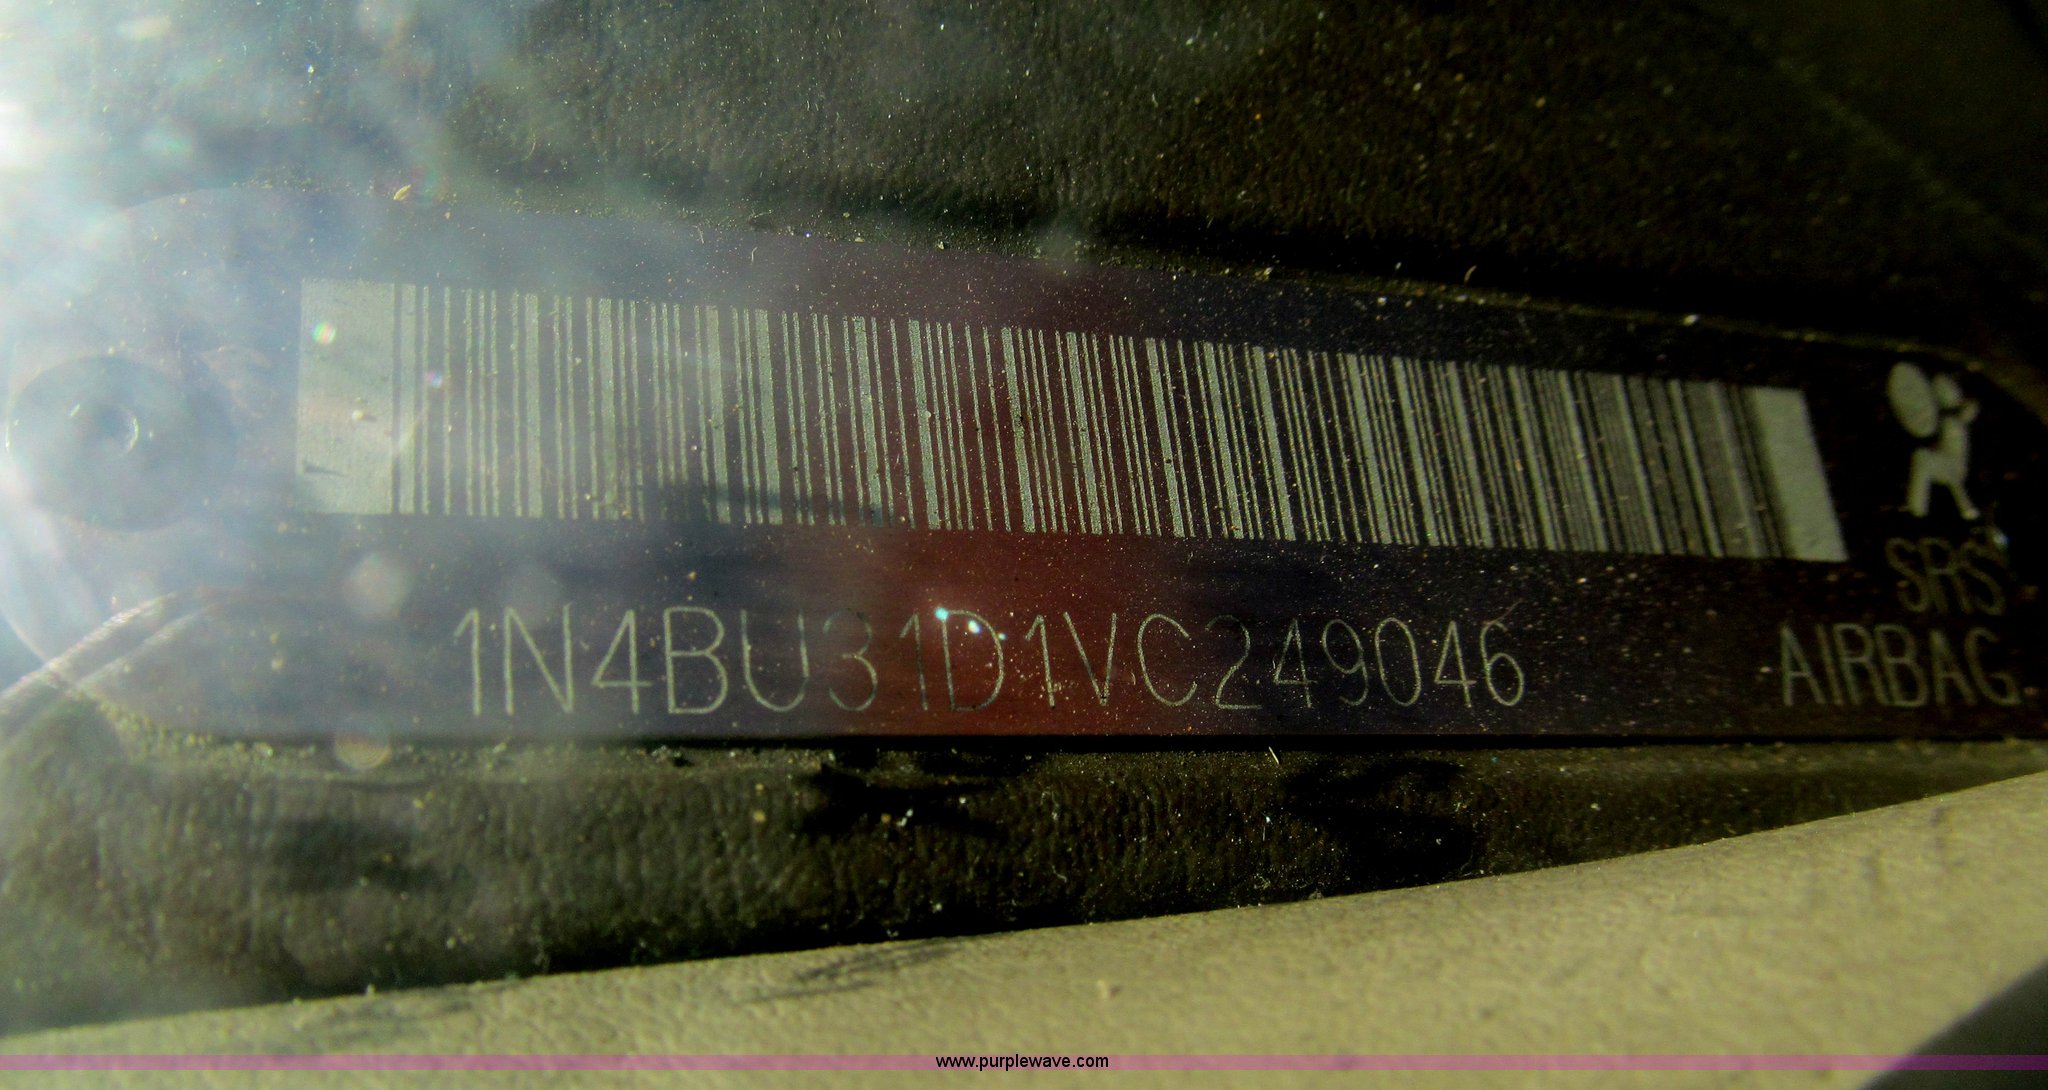 1N4BU31D1VC249046
SRS
AIRBAG
www.purplewave.com